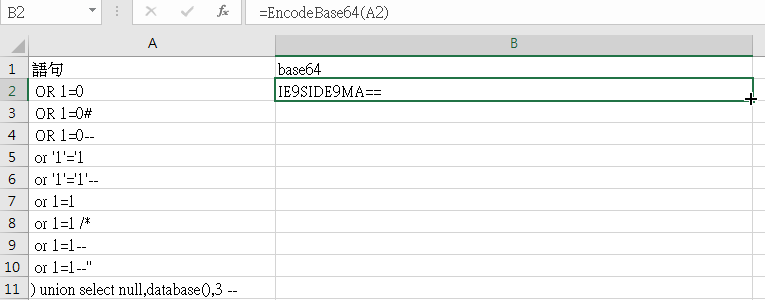 B2 fx =EncodeBase64(A2)
A B
1 語句 base64
2 OR 1=0 IE9SIDE9MA==
3 OR 1=0#
4 OR 1=0--
5 or '1'='1
6 or '1'='1'--
7 or 1=1
8 or 1=1 /*
9 or 1=1--
10 or 1=1--"
11 ) union select null,database(),3 --